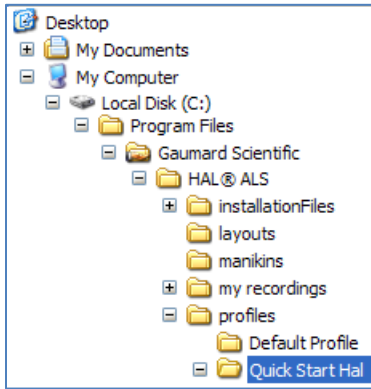 Desktop
My Documents
My Computer
Local Disk (C:)
Program Files
Gaumard Scientific
HAL® ALS
installationFiles
layouts
manikins
my recordings
profiles
Default Profile
Quick Start Hal